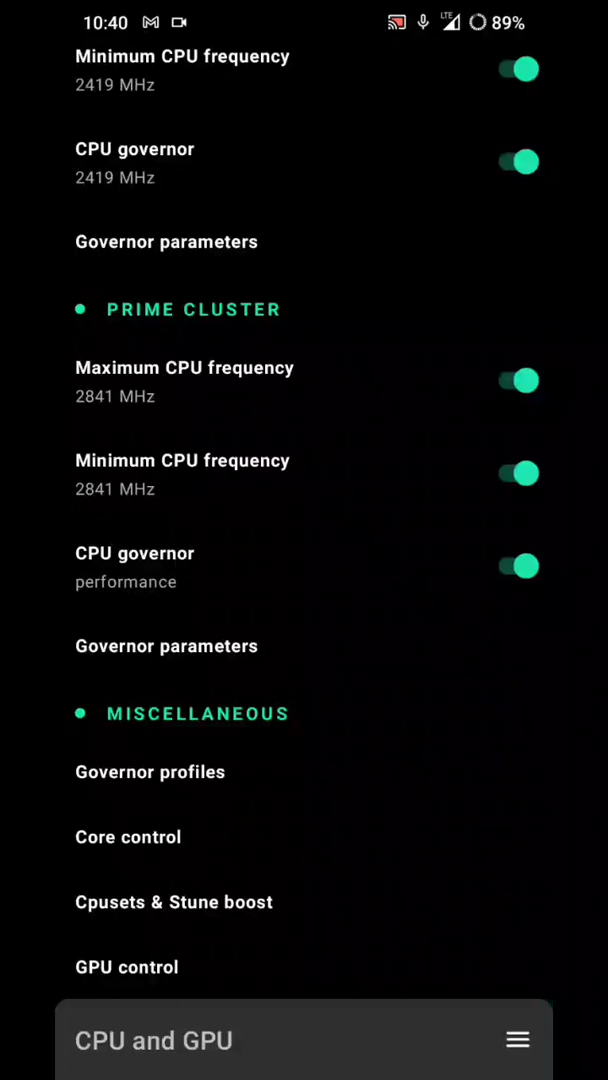 10:40
LTE
89%
Minimum CPU frequency
2419 MHz
CPU governor
2419 MHz
Governor parameters
PRIME CLUSTER
Maximum CPU frequency
2841 MHz
Minimum CPU frequency
2841 MHz
CPU governor
performance
Governor parameters
MISCELLANEOUS
Governor profiles
Core control
Cpusets & Stune boost
GPU control
CPU and GPU